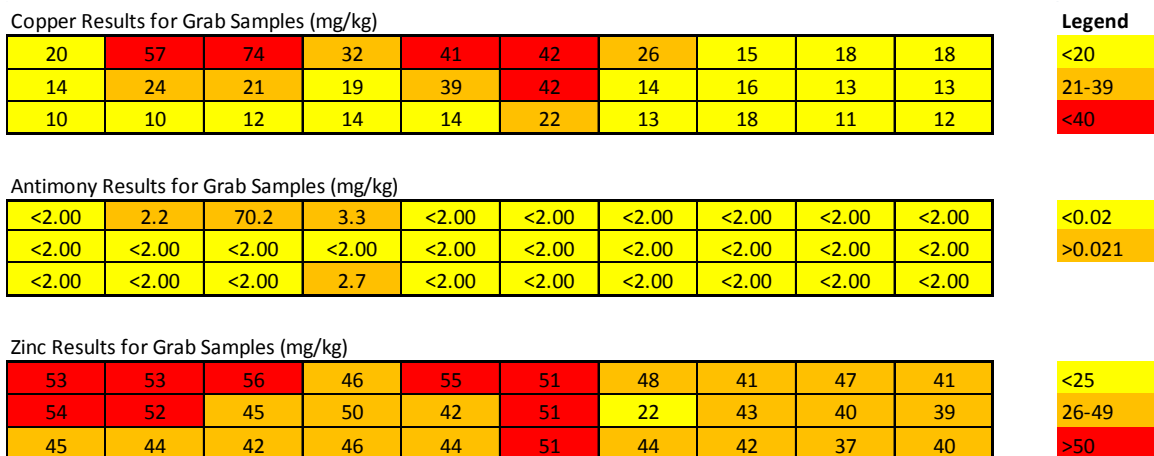 Copper Results for Grab Samples (mg/kg) Legend
20 57 74 32 41 42 26 15 18 18 <20
14 24 21 19 39 42 14 16 13 13 21-39
10 10 12 14 14 22 13 18 11 12 <40
Antimony Results for Grab Samples (mg/kg)
<2.00 2.2 70.2 3.3 <2.00 <2.00 <2.00 <2.00 <2.00 <2.00 <0.02
<2.00 <2.00 <2.00 <2.00 <2.00 <2.00 <2.00 <2.00 <2.00 <2.00 >0.021
<2.00 <2.00 <2.00 2.7 <2.00 <2.00 <2.00 <2.00 <2.00 <2.00
Zinc Results for Grab Samples (mg/kg)
53 53 56 46 55 51 48 41 47 41 <25
54 52 45 50 42 51 22 43 40 39 26-49
45 44 42 46 44 51 44 42 37 40 >50